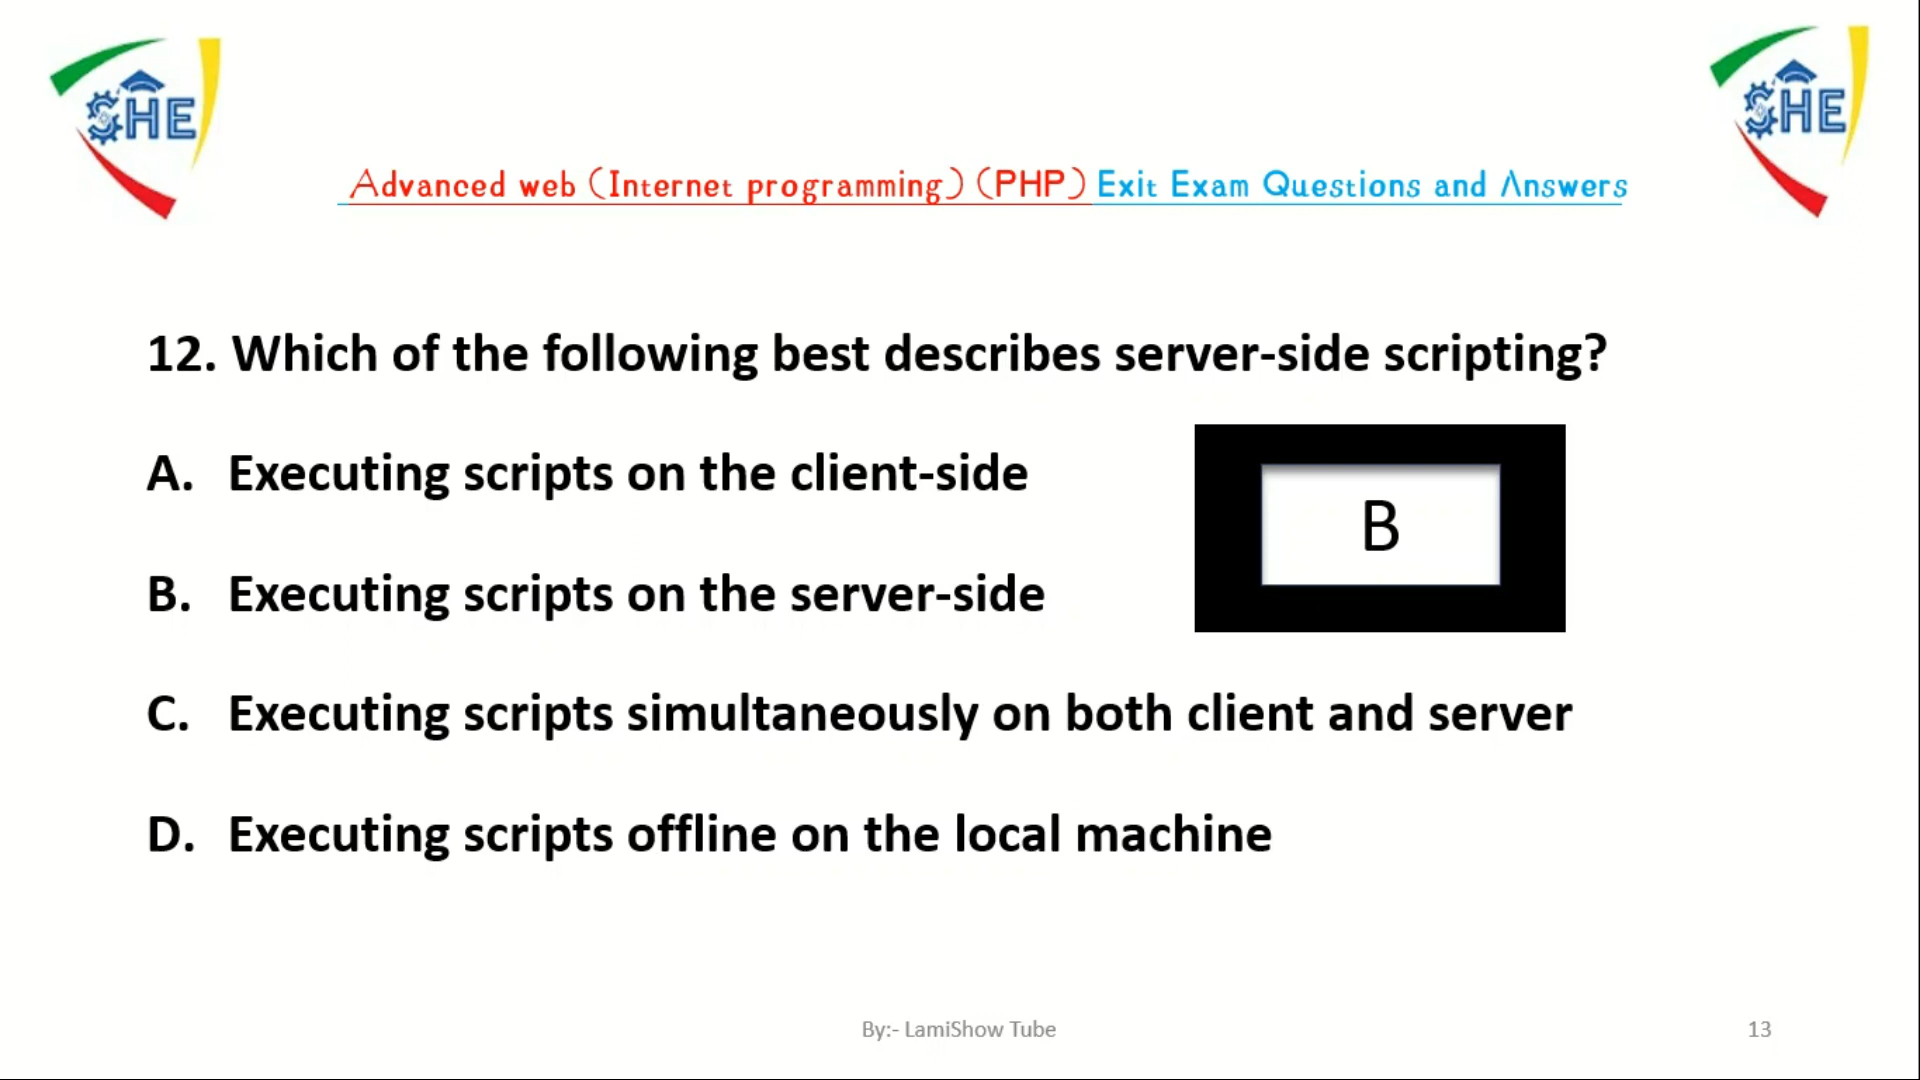 SHE
SHE
Advanced web (Internet programming) (PHP) Exit Exam Questions and Answers
12. Which of the following best describes server-side scripting?
A. Executing scripts on the client-side
B
B. Executing scripts on the server-side
C. Executing scripts simultaneously on both client and server
D. Executing scripts offline on the local machine
By:- LamiShow Tube
13